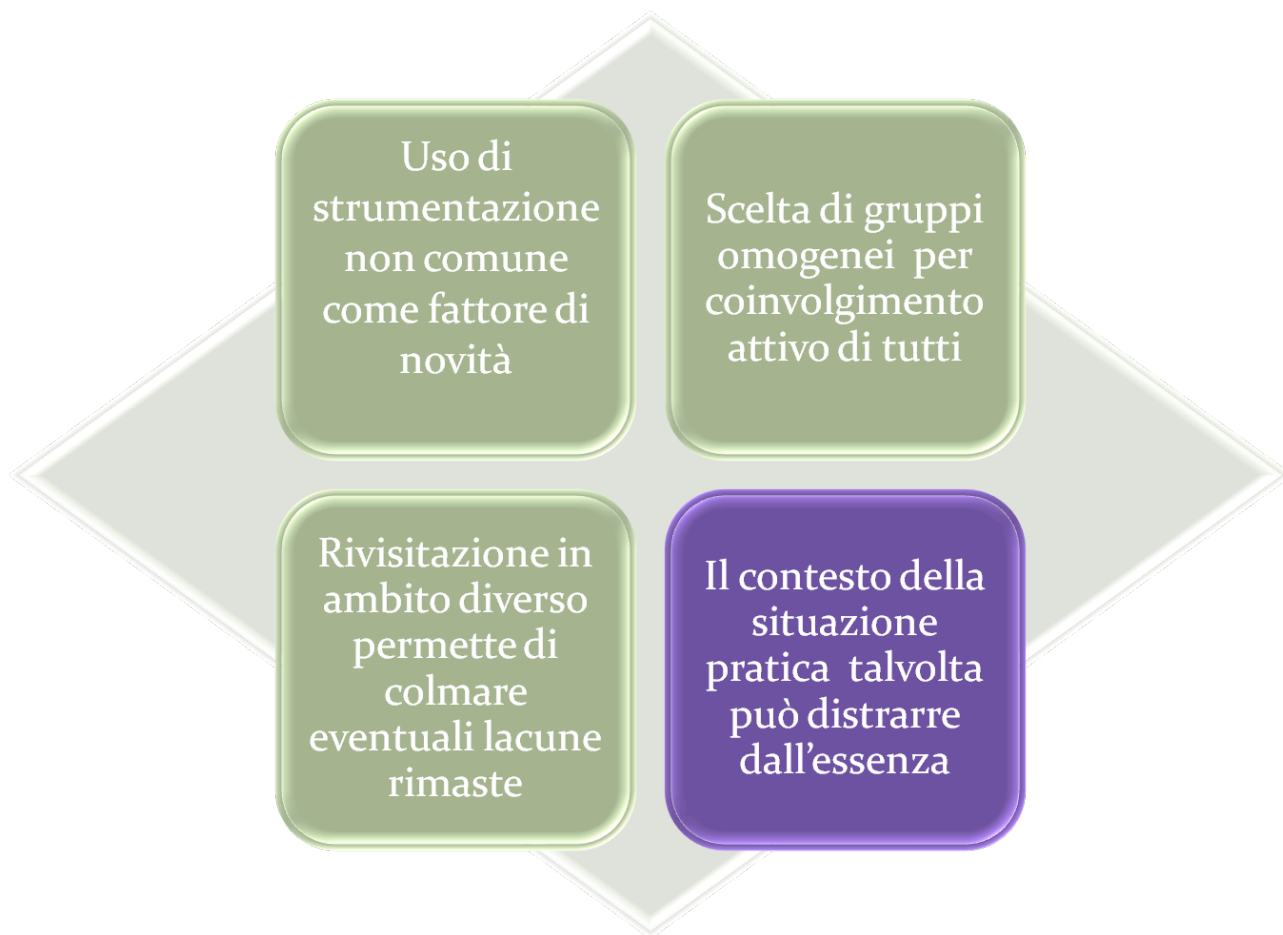 Uso di
strumentazione
non comune
come fattore di
novità
Scelta di gruppi
omogenei per
coinvolgimento
attivo di tutti
Rivisitazione in
ambito diverso
permette di
colmare
eventuali lacune
rimaste
Il contesto della
situazione
pratica talvolta
può distrarre
dall’essenza